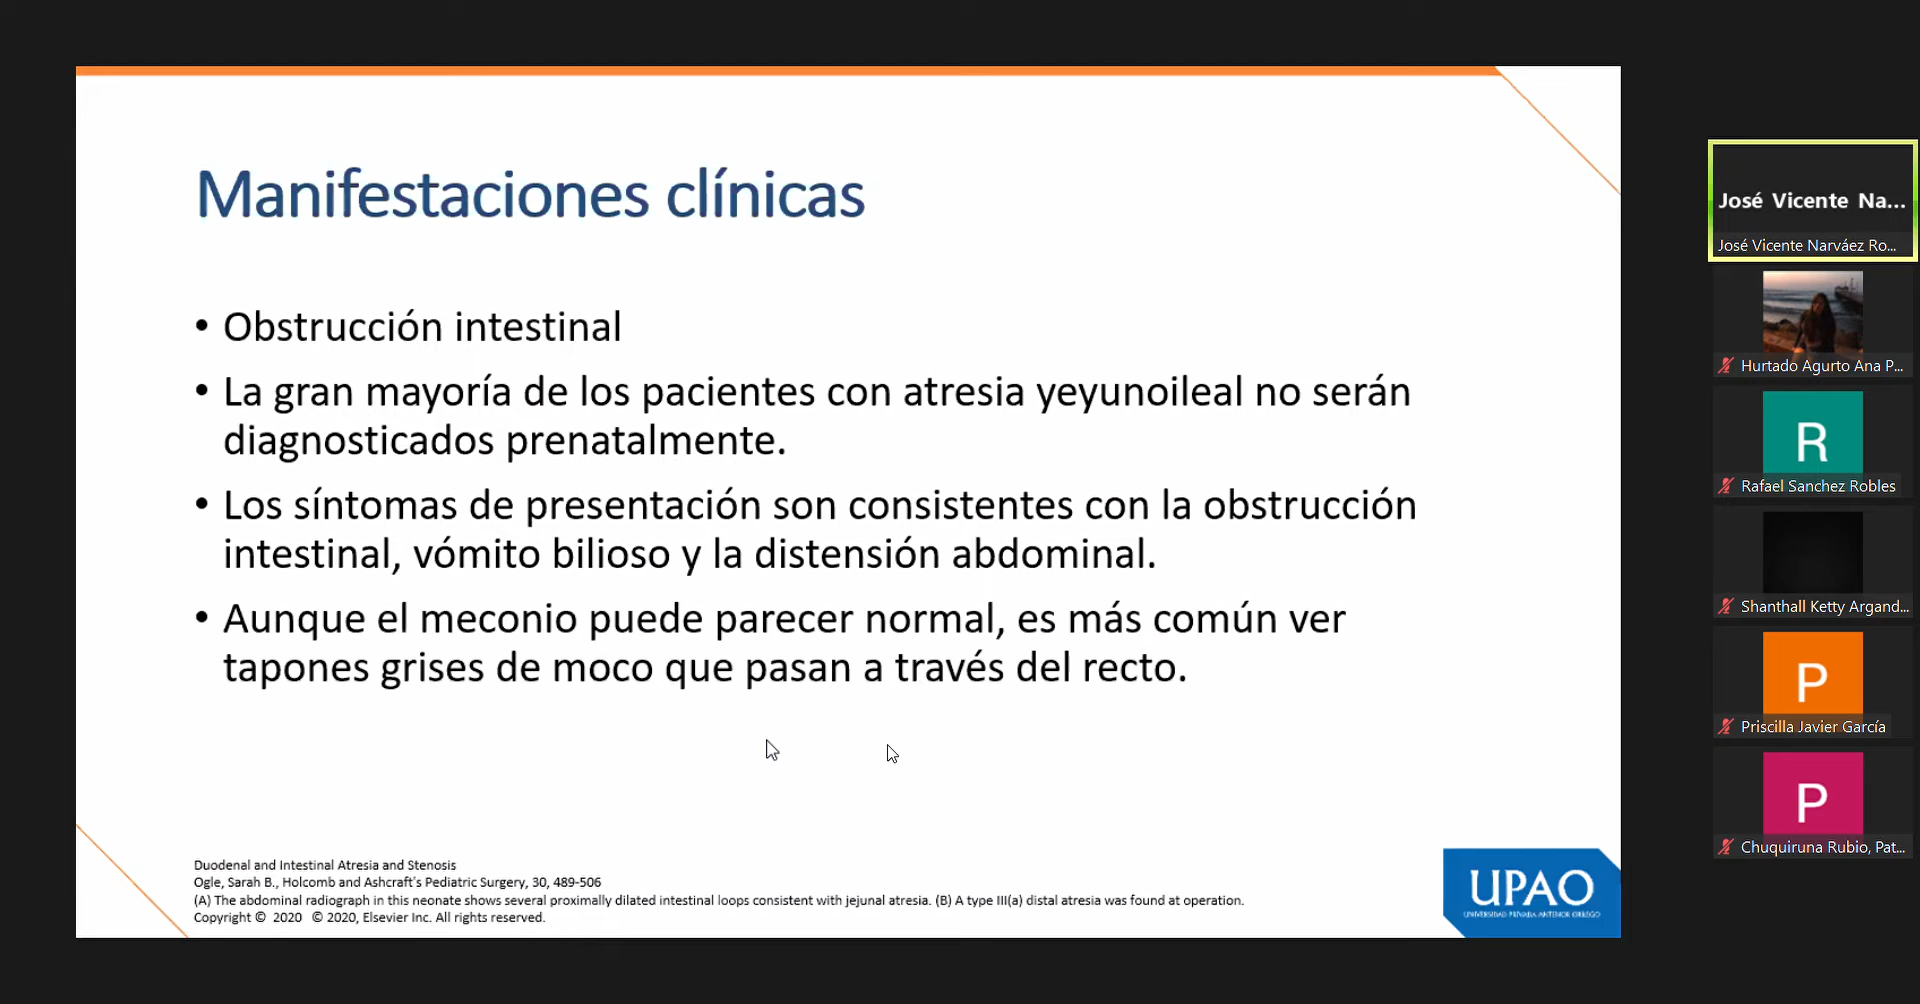 Manifestaciones clínicas
• Obstrucción intestinal
• La gran mayoría de los pacientes con atresia yeyunoileal no serán
diagnosticados prenatalmente.
• Los síntomas de presentación son consistentes con la obstrucción
intestinal, vómito bilioso y la distensión abdominal.
• Aunque el meconio puede parecer normal, es más común ver
tapones grises de moco que pasan a través del recto.
Duodenal and Intestinal Atresia and Stenosis
Ogle, Sarah B., Holcomb and Ashcraft's Pediatric Surgery, 30, 489-506
(A) The abdominal radiograph in this neonate shows several proximally dilated intestinal loops consistent with jejunal atresia. (B) A type III(a) distal atresia was found at operation.
Copyright © 2020 © 2020, Elsevier Inc. All rights reserved.
UPAO
UNIVERSIDAD PRIVADA ANTENOR ORREGO
José Vicente Na...
José Vicente Narváez Ro...
Hurtado Agurto Ana P...
R
Rafael Sanchez Robles
Shanthall Ketty Argand...
P
Priscilla Javier García
P
Chuquiruna Rubio, Pat...